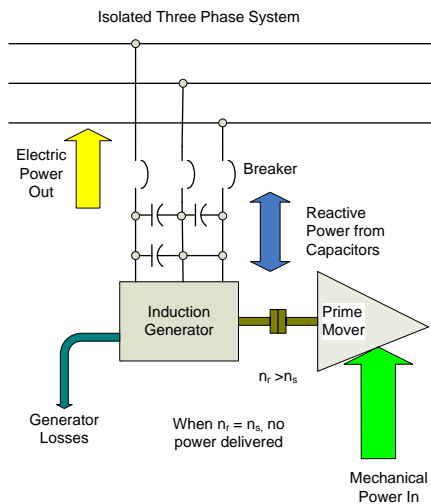 Isolated Three Phase System
Electric
Power
Out
Breaker
Reactive
Power from
Capacitors
Induction
Generator
Prime
Mover
nr >ns
Generator
Losses
When nr = ns, no
power delivered
Mechanical
Power In